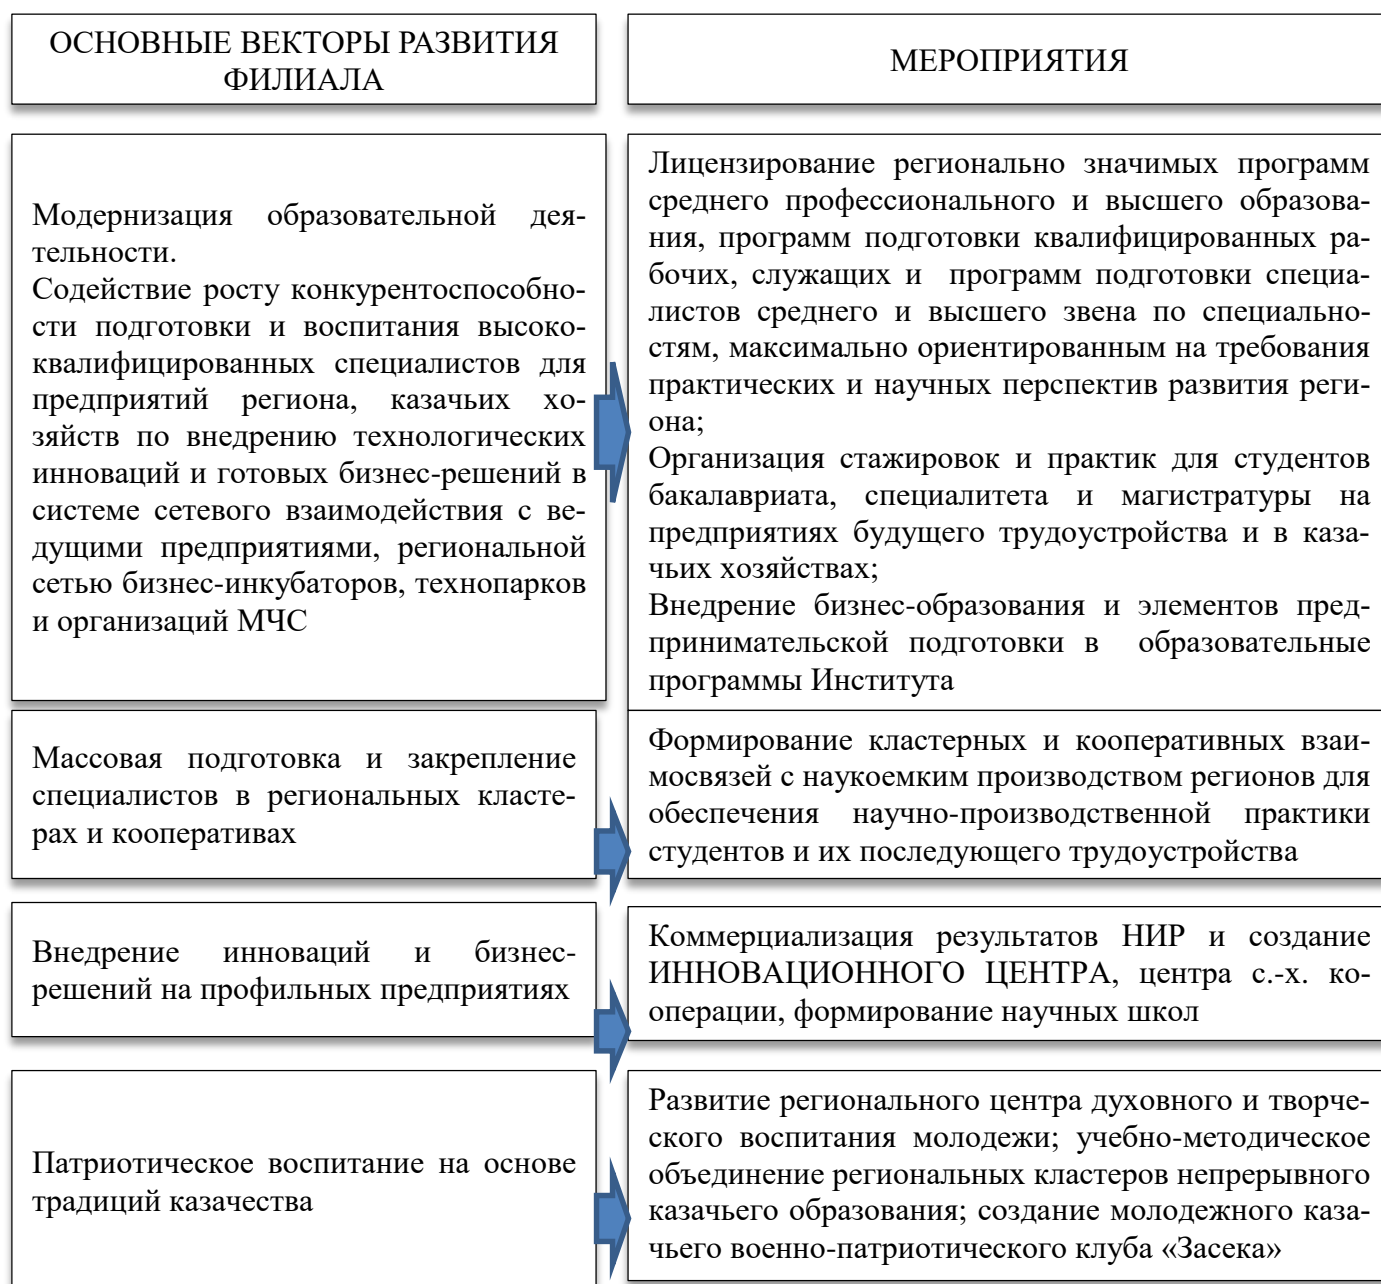 ОСНОВНЫЕ ВЕКТОРЫ РАЗВИТИЯ
ФИЛИАЛА
МЕРОПРИЯТИЯ
Модернизация образовательной дея-
тельности.
Содействие росту конкурентоспособно-
сти подготовки и воспитания высоко-
квалифицированных специалистов для
предприятий региона, казачьих хо-
зяйств по внедрению технологических
инноваций и готовых бизнес-решений в
системе сетевого взаимодействия с ве-
дущими предприятиями, региональной
сетью бизнес-инкубаторов, технопарков
и организаций МЧС
Лицензирование регионально значимых программ
среднего профессионального и высшего образова-
ния, программ подготовки квалифицированных ра-
бочих, служащих и программ подготовки специа-
листов среднего и высшего звена по специально-
стям, максимально ориентированным на требования
практических и научных перспектив развития реги-
она;
Организация стажировок и практик для студентов
бакалавриата, специалитета и магистратуры на
предприятиях будущего трудоустройства и в каза-
чьих хозяйствах;
Внедрение бизнес-образования и элементов пред-
принимательской подготовки в образовательные
программы Института
Массовая подготовка и закрепление
специалистов в региональных класте-
рах и кооперативах
Формирование кластерных и кооперативных взаи-
мосвязей с наукоемким производством регионов для
обеспечения научно-производственной практики
студентов и их последующего трудоустройства
Внедрение инноваций и бизнес-
решений на профильных предприятиях
Коммерциализация результатов НИР и создание
ИННОВАЦИОННОГО ЦЕНТРА, центра с.-х. ко-
операции, формирование научных школ
Патриотическое воспитание на основе
традиций казачества
Развитие регионального центра духовного и творче-
ского воспитания молодежи; учебно-методическое
объединение региональных кластеров непрерывного
казачьего образования; создание молодежного каза-
чьего военно-патриотического клуба «Засека»